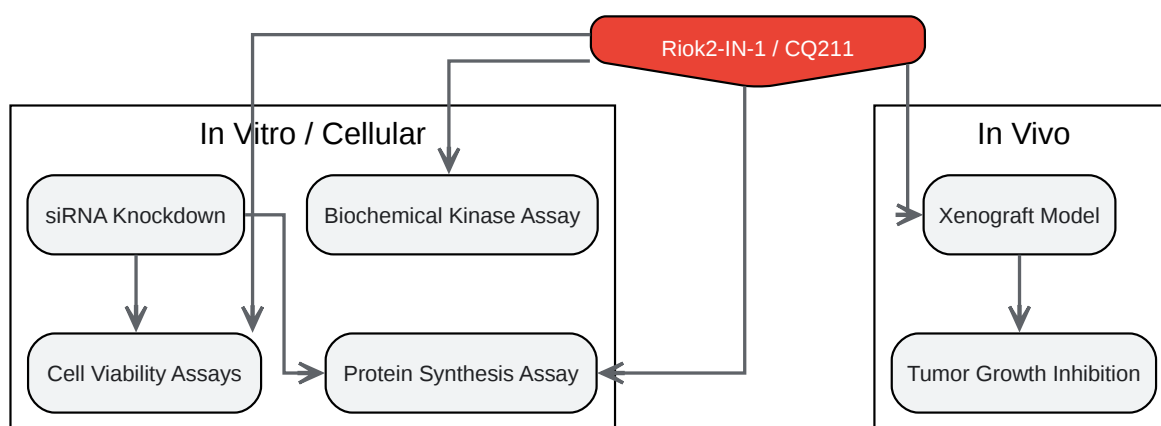 Riok2-IN-1 / CQ211
In Vitro / Cellular
In Vivo
siRNA Knockdown
Biochemical Kinase Assay
Xenograft Model
Cell Viability Assays
Protein Synthesis Assay
Tumor Growth Inhibition